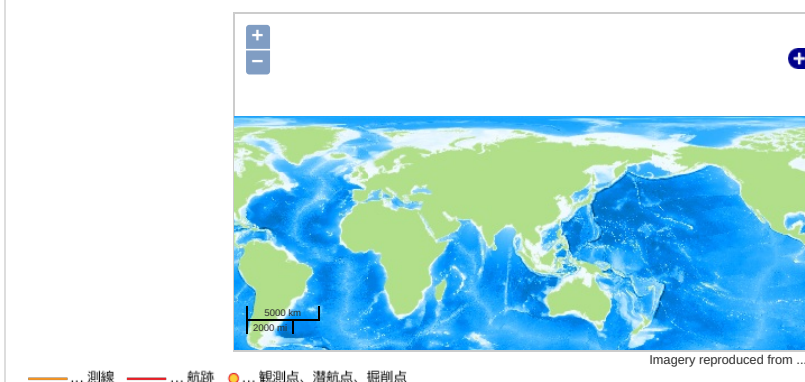 +
−
+
5000 km
2000 mi
Imagery reproduced from ...
... 測線 ... 航跡 ... 観測点、潜航点、掘削点